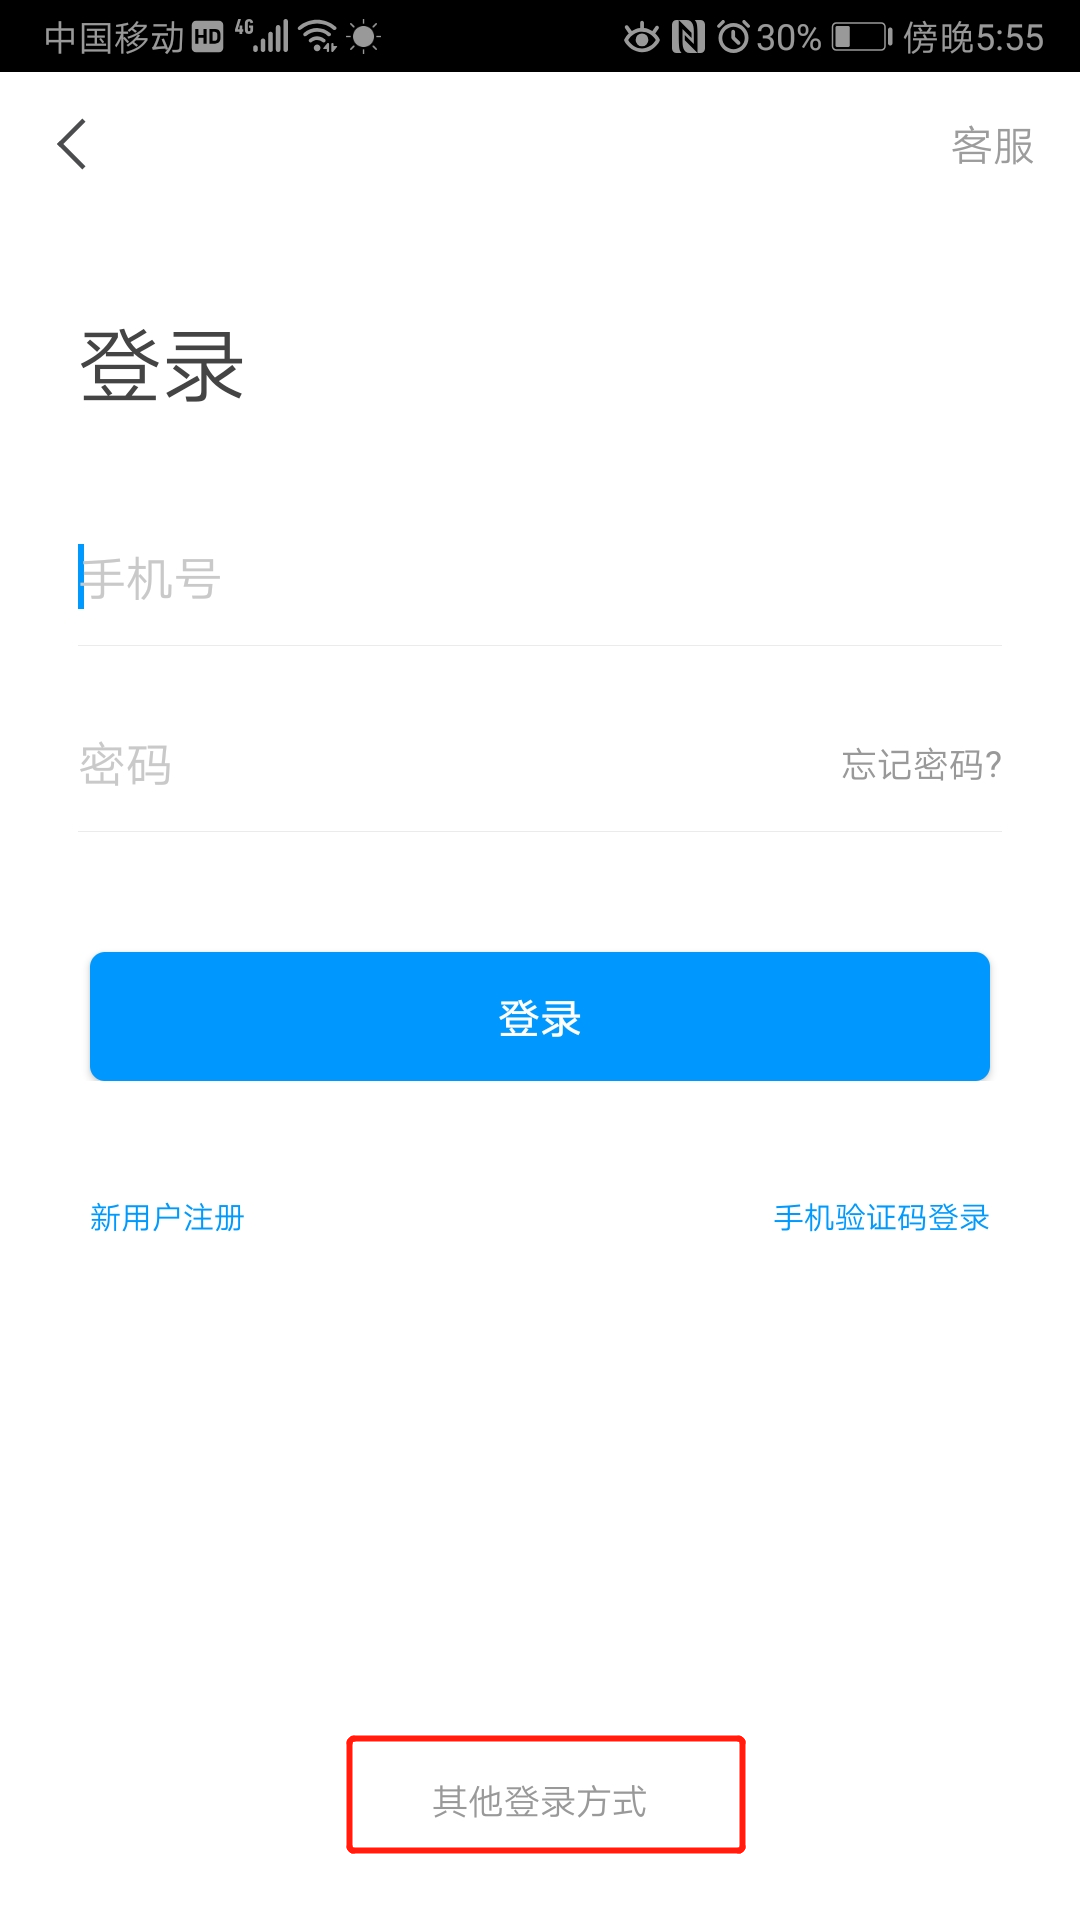 中国移动 HD 4G 30% 傍晚5:55
客服
登录
手机号
密码 忘记密码?
登录
新用户注册 手机验证码登录
其他登录方式